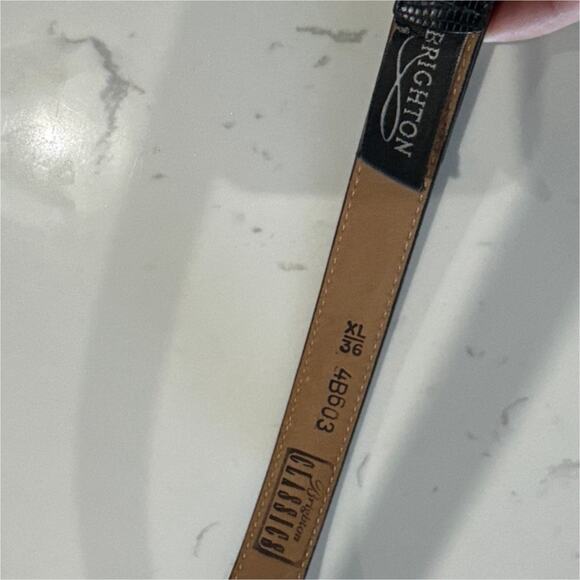 BRIGHTON
XL/36
4B603
Brighton
CLASSICS